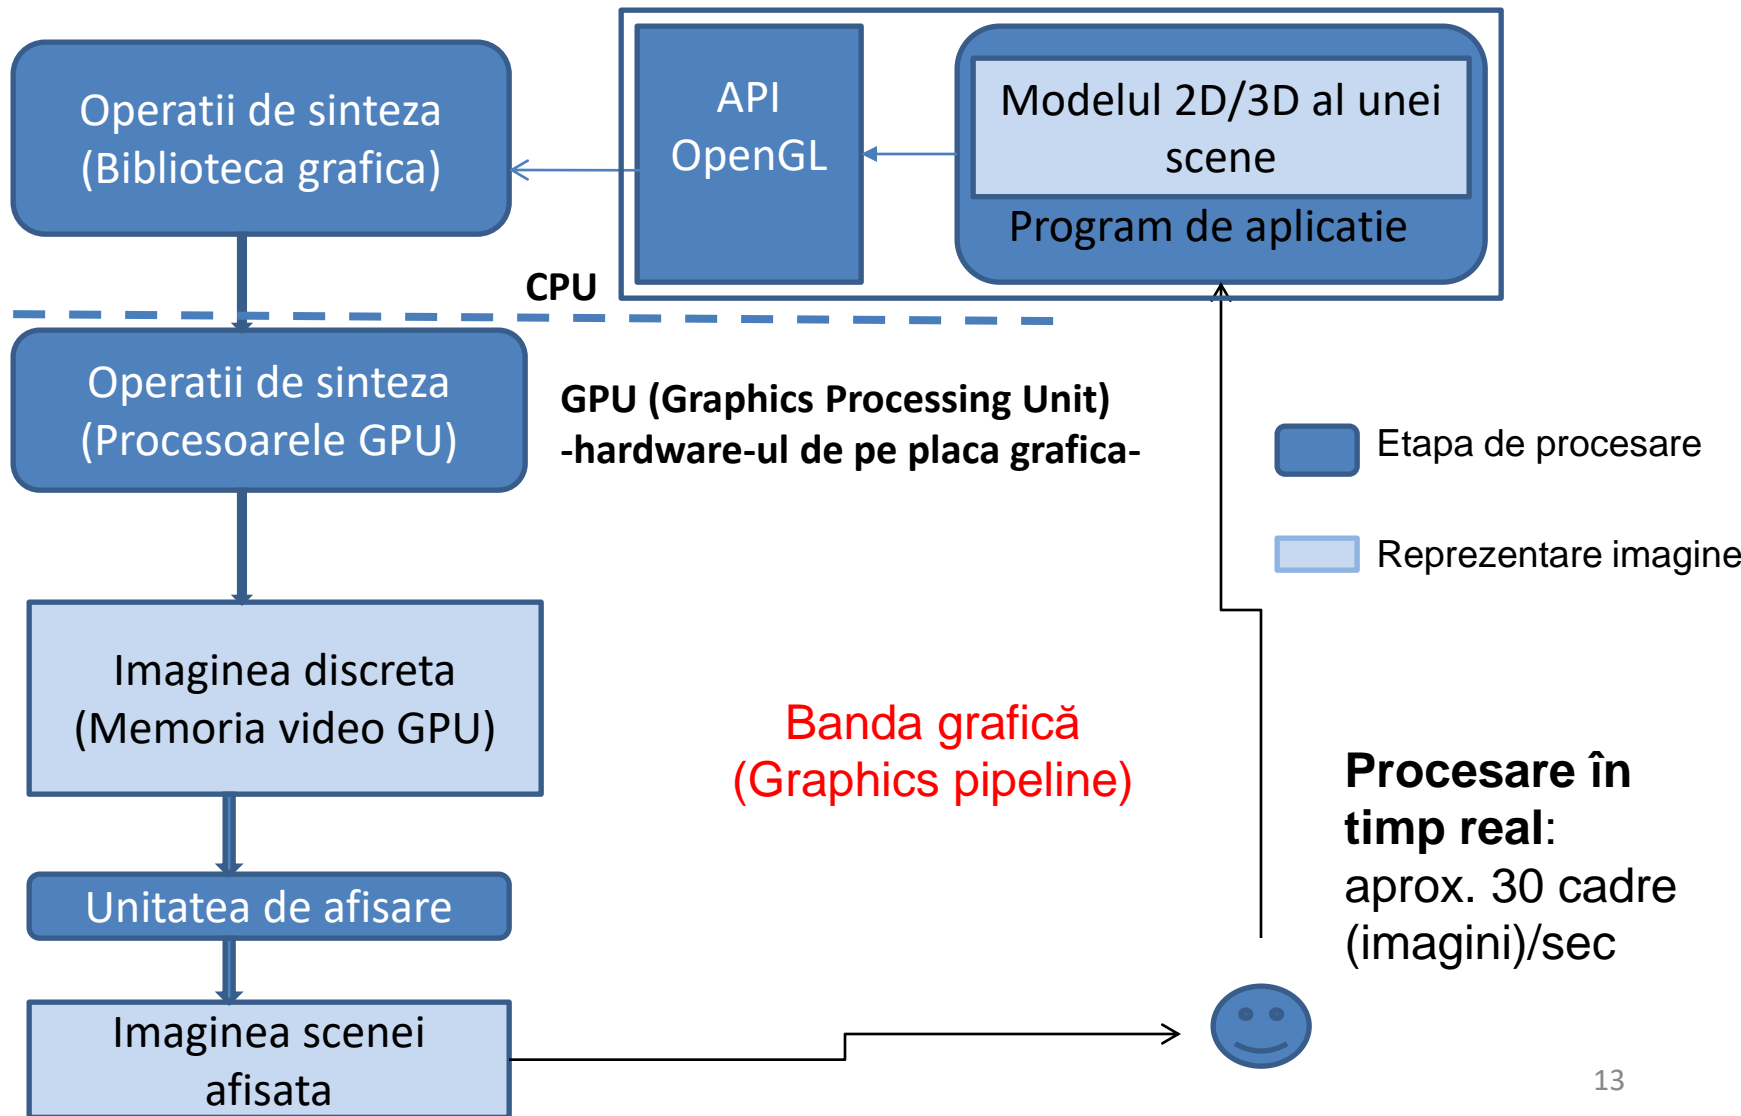 Operatii de sinteza
(Biblioteca grafica)
API
OpenGL
Modelul 2D/3D al unei
scene
Program de aplicatie
CPU
Operatii de sinteza
(Procesoarele GPU)
GPU (Graphics Processing Unit)
-hardware-ul de pe placa grafica-
Etapa de procesare
Reprezentare imagine
Imaginea discreta
(Memoria video GPU)
Banda grafică
(Graphics pipeline)
Procesare în
timp real:
aprox. 30 cadre
(imagini)/sec
Unitatea de afisare
Imaginea scenei
afisata
13